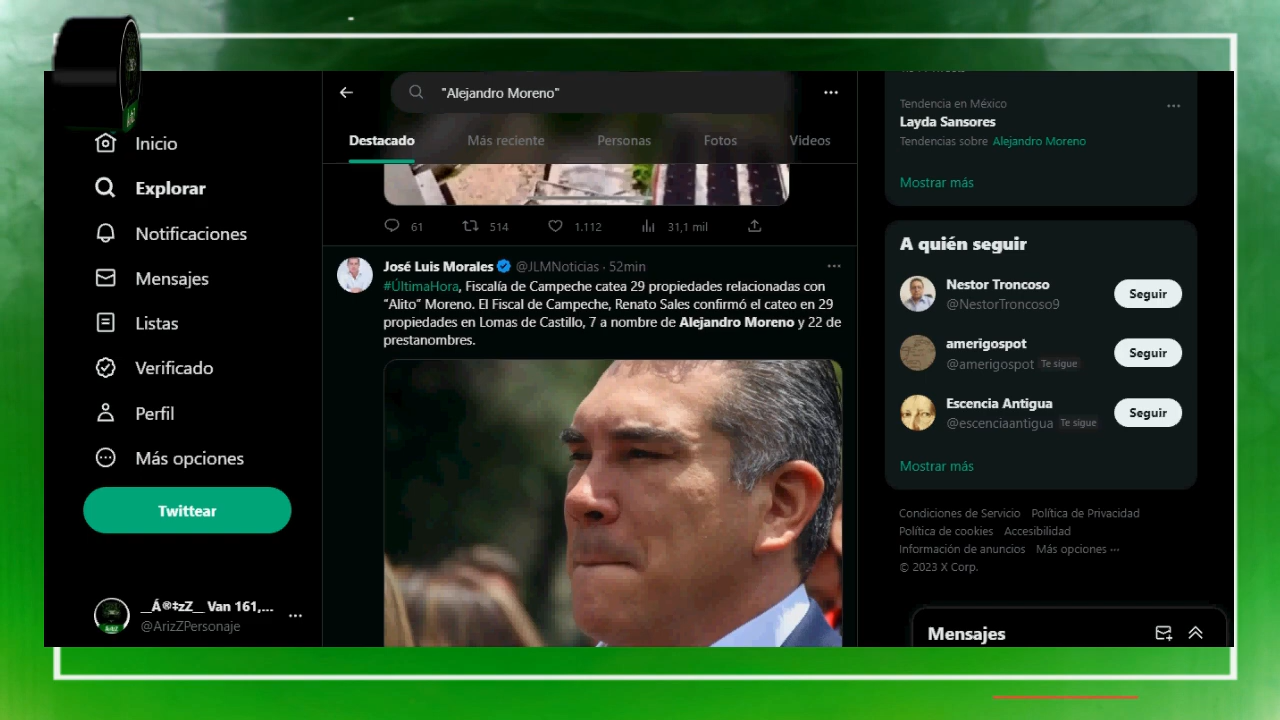 Inicio
Explorar
Notificaciones
Mensajes
Listas
Verificado
Perfil
Más opciones
Twittear
__Á®‡zZ__ Van 161,...
@ArizZPersonaje
"Alejandro Moreno"
Destacado Más reciente Personas Fotos Videos
61 514 1.112 31,1 mil
José Luis Morales @JLMNoticias · 52min
#ÚltimaHora, Fiscalía de Campeche catea 29 propiedades relacionadas con
“Alito” Moreno. El Fiscal de Campeche, Renato Sales confirmó el cateo en 29
propiedades en Lomas de Castillo, 7 a nombre de Alejandro Moreno y 22 de
prestanombres.
Tendencia en México
Layda Sansores
Tendencias sobre Alejandro Moreno
Mostrar más
A quién seguir
Nestor Troncoso
@NestorTroncoso9
Seguir
amerigospot
@amerigospot Te sigue
Seguir
Escencia Antigua
@escenciaantigua Te sigue
Seguir
Mostrar más
Condiciones de Servicio Política de Privacidad
Política de cookies Accesibilidad
Información de anuncios Más opciones ···
© 2023 X Corp.
Mensajes